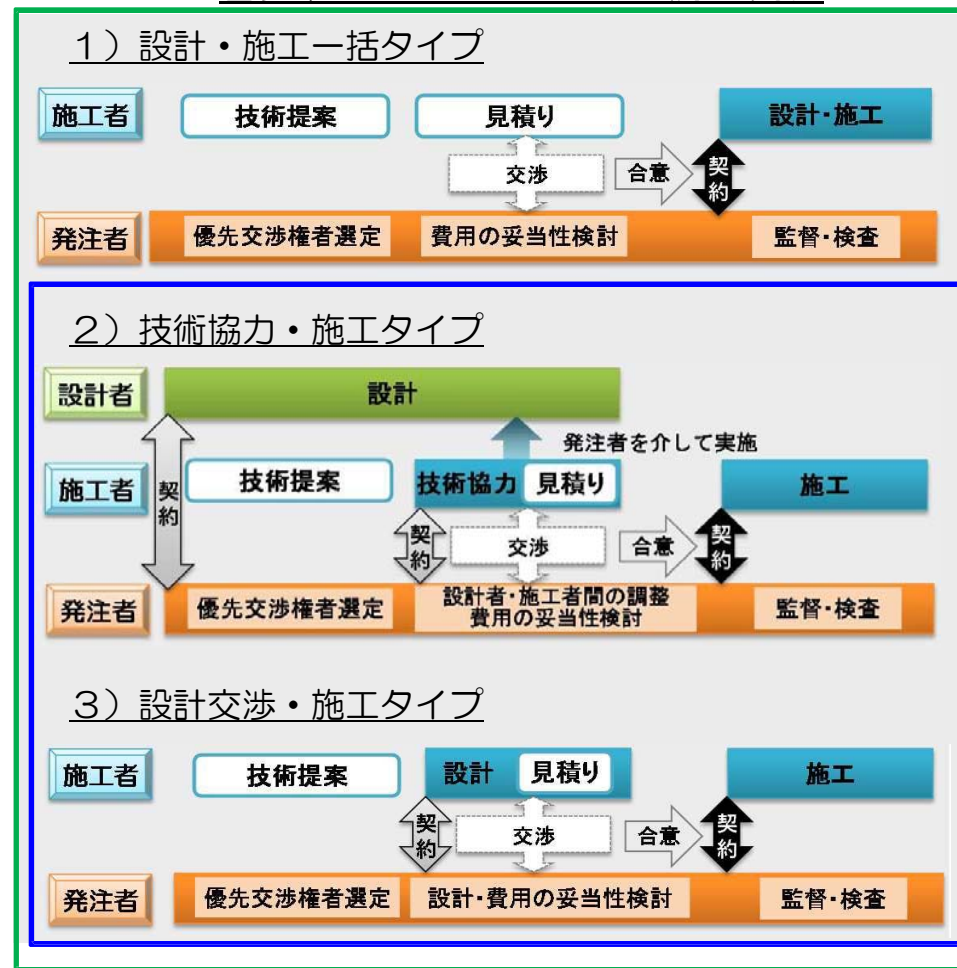 １）設計・施工一括タイプ
施工者 技術提案 見積り 設計・施工
交渉 合意 契約
発注者 優先交渉権者選定 費用の妥当性検討 監督・検査
２）技術協力・施工タイプ
設計者 設計
発注者を介して実施
施工者 契約 技術提案 技術協力 見積り 施工
契約 交渉 合意 契約
発注者 優先交渉権者選定 設計者・施工者間の調整
費用の妥当性検討 監督・検査
３）設計交渉・施工タイプ
施工者 技術提案 設計 見積り 施工
契約 交渉 合意 契約
発注者 優先交渉権者選定 設計・費用の妥当性検討 監督・検査